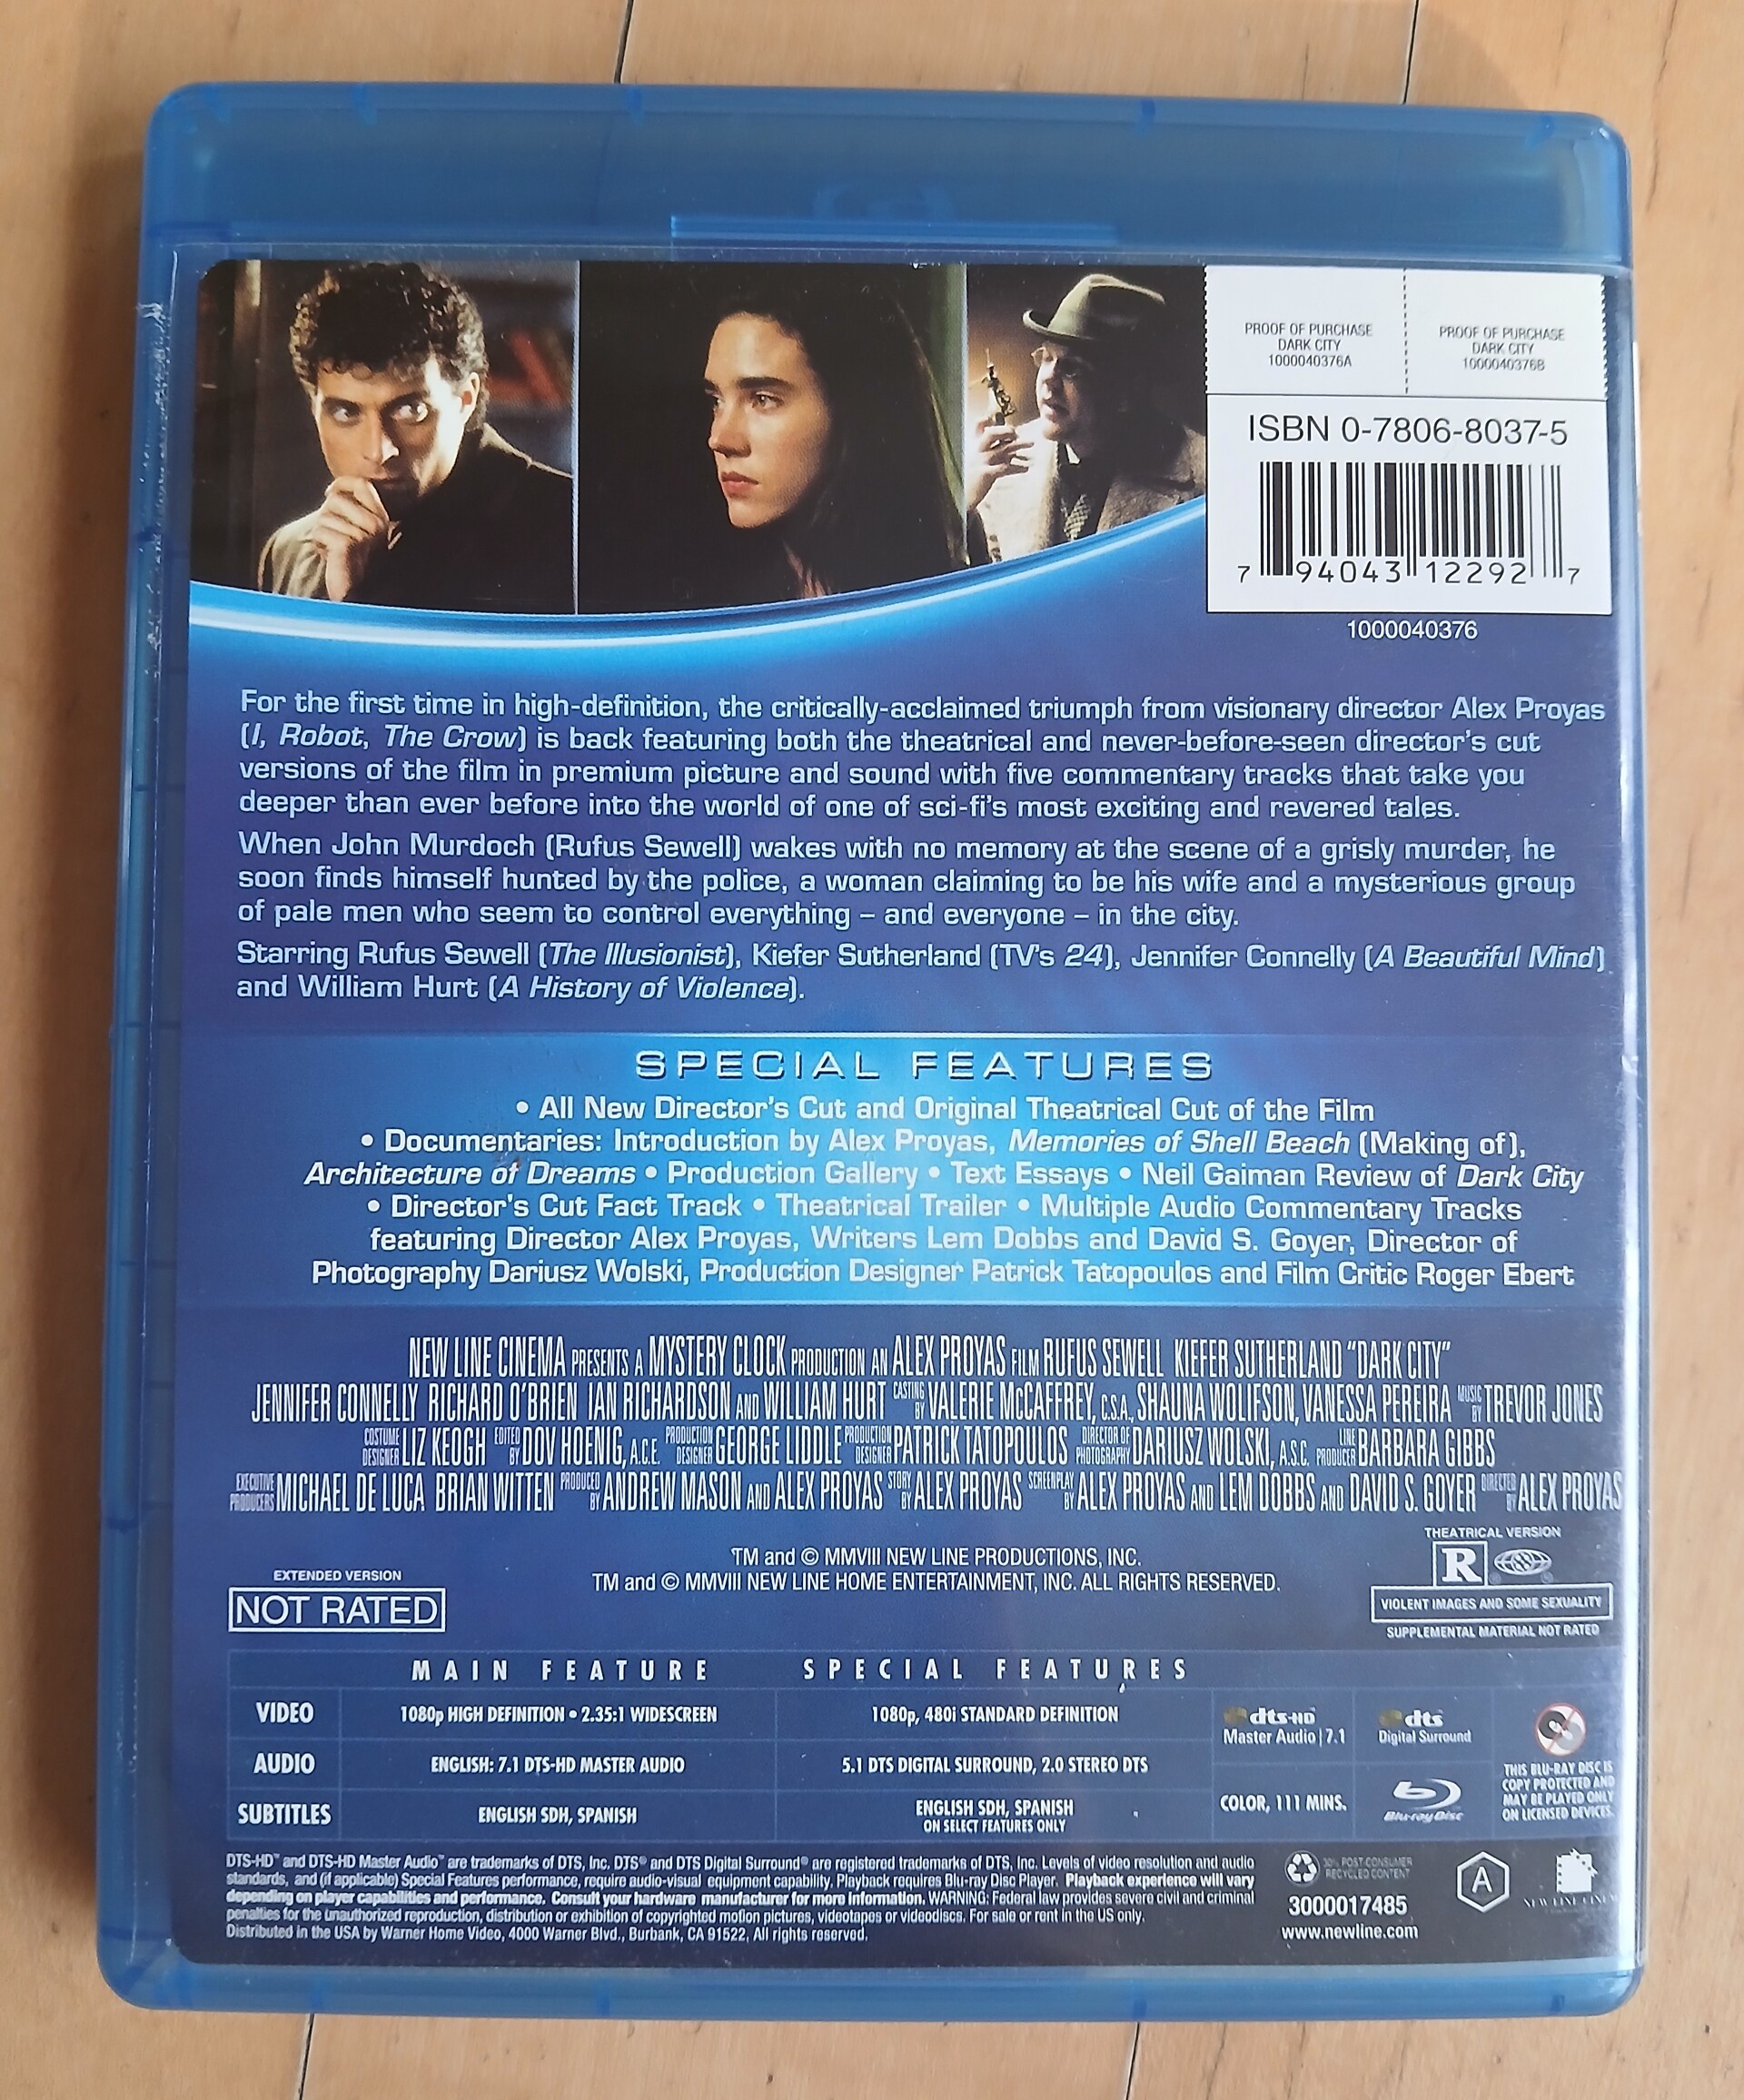 PROOF OF PURCHASE
DARK CITY
1000040376A
PROOF OF PURCHASE
DARK CITY
1000040376B
ISBN 0-7806-8037-5
7 94043 12292 7
1000040376
For the first time in high-definition, the critically-acclaimed triumph from visionary director Alex Proyas
(I, Robot, The Crow) is back featuring both the theatrical and never-before-seen director's cut
versions of the film in premium picture and sound with five commentary tracks that take you
deeper than ever before into the world of one of sci-fi's most exciting and revered tales.
When John Murdoch (Rufus Sewell) wakes with no memory at the scene of a grisly murder, he
soon finds himself hunted by the police, a woman claiming to be his wife and a mysterious group
of pale men who seem to control everything – and everyone – in the city.
Starring Rufus Sewell (The Illusionist), Kiefer Sutherland (TV's 24), Jennifer Connelly (A Beautiful Mind)
and William Hurt (A History of Violence).
SPECIAL FEATURES
• All New Director's Cut and Original Theatrical Cut of the Film
• Documentaries: Introduction by Alex Proyas, Memories of Shell Beach (Making of),
Architecture of Dreams • Production Gallery • Text Essays • Neil Gaiman Review of Dark City
• Director's Cut Fact Track • Theatrical Trailer • Multiple Audio Commentary Tracks
featuring Director Alex Proyas, Writers Lem Dobbs and David S. Goyer, Director of
Photography Dariusz Wolski, Production Designer Patrick Tatopoulos and Film Critic Roger Ebert
NEW LINE CINEMA PRESENTS A MYSTERY CLOCK PRODUCTION AN ALEX PROYAS FILM RUFUS SEWELL KIEFER SUTHERLAND "DARK CITY"
JENNIFER CONNELLY RICHARD O'BRIEN IAN RICHARDSON AND WILLIAM HURT CASTING BY VALERIE McCAFFREY, C.S.A., SHAUNA WOLIFSON, VANESSA PEREIRA MUSIC BY TREVOR JONES
COSTUME DESIGNER LIZ KEOGH EDITED BY DOV HOENIG, A.C.E. PRODUCTION DESIGNER GEORGE LIDDLE PRODUCTION DESIGNER PATRICK TATOPOULOS DIRECTOR OF PHOTOGRAPHY DARIUSZ WOLSKI, A.S.C. LINE PRODUCER BARBARA GIBBS
EXECUTIVE PRODUCERS MICHAEL DE LUCA BRIAN WITTEN PRODUCED BY ANDREW MASON AND ALEX PROYAS STORY BY ALEX PROYAS SCREENPLAY BY ALEX PROYAS AND LEM DOBBS AND DAVID S. GOYER DIRECTED BY ALEX PROYAS
TM and © MMVIII NEW LINE PRODUCTIONS, INC.
TM and © MMVIII NEW LINE HOME ENTERTAINMENT, INC. ALL RIGHTS RESERVED.
EXTENDED VERSION
NOT RATED
THEATRICAL VERSION
R
VIOLENT IMAGES AND SOME SEXUALITY
SUPPLEMENTAL MATERIAL NOT RATED
MAIN FEATURE SPECIAL FEATURES
VIDEO 1080p HIGH DEFINITION • 2.35:1 WIDESCREEN 1080p, 480i STANDARD DEFINITION
AUDIO ENGLISH: 7.1 DTS-HD MASTER AUDIO 5.1 DTS DIGITAL SURROUND, 2.0 STEREO DTS
SUBTITLES ENGLISH SDH, SPANISH ENGLISH SDH, SPANISH
ON SELECT FEATURES ONLY
dts-HD
Master Audio | 7.1
dts
Digital Surround
COLOR, 111 MINS.
Blu-ray Disc
THIS BLU-RAY DISC IS
COPY PROTECTED AND
MAY BE PLAYED ONLY
ON LICENSED DEVICES.
DTS-HD™ and DTS-HD Master Audio™ are trademarks of DTS, Inc. DTS® and DTS Digital Surround® are registered trademarks of DTS, Inc. Levels of video resolution and audio
standards, and (if applicable) Special Features performance, require audio-visual equipment capability. Playback requires Blu-ray Disc Player. Playback experience will vary
depending on player capabilities and performance. Consult your hardware manufacturer for more information. WARNING: Federal law provides severe civil and criminal
penalties for the unauthorized reproduction, distribution or exhibition of copyrighted motion pictures, videotapes or videodiscs. For sale or rent in the US only.
Distributed in the USA by Warner Home Video, 4000 Warner Blvd., Burbank, CA 91522, All rights reserved.
30% POST-CONSUMER
RECYCLED CONTENT
3000017485
www.newline.com
A
NEW LINE CINEMA